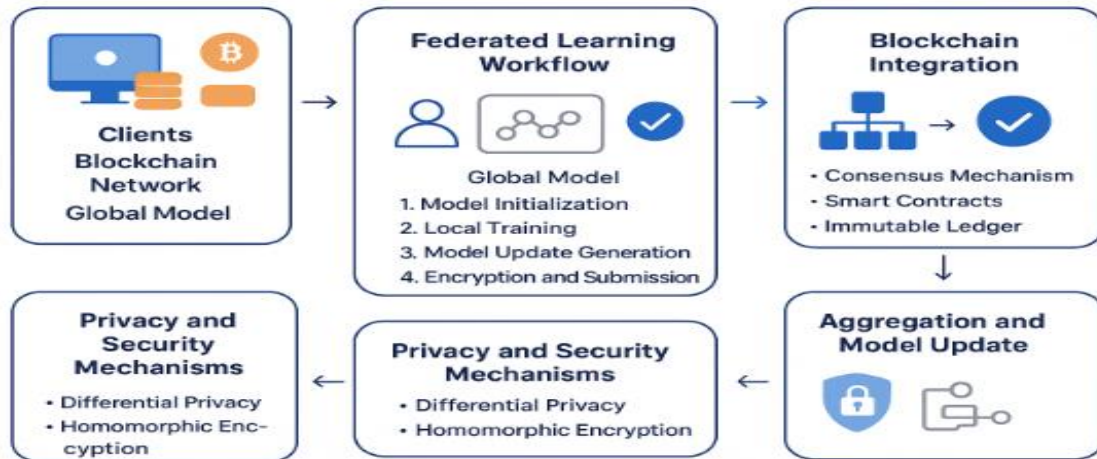 Clients
Blockchain
Network
Global Model
Federated Learning
Workflow
Global Model
1. Model Initialization
2. Local Training
3. Model Update Generation
4. Encryption and Submission
Blockchain
Integration
• Consensus Mechanism
• Smart Contracts
• Immutable Ledger
Aggregation and
Model Update
Privacy and Security
Mechanisms
• Differential Privacy
• Homomorphic Encryption
Privacy and
Security
Mechanisms
• Differential Privacy
• Homomorphic Enc-
cyption